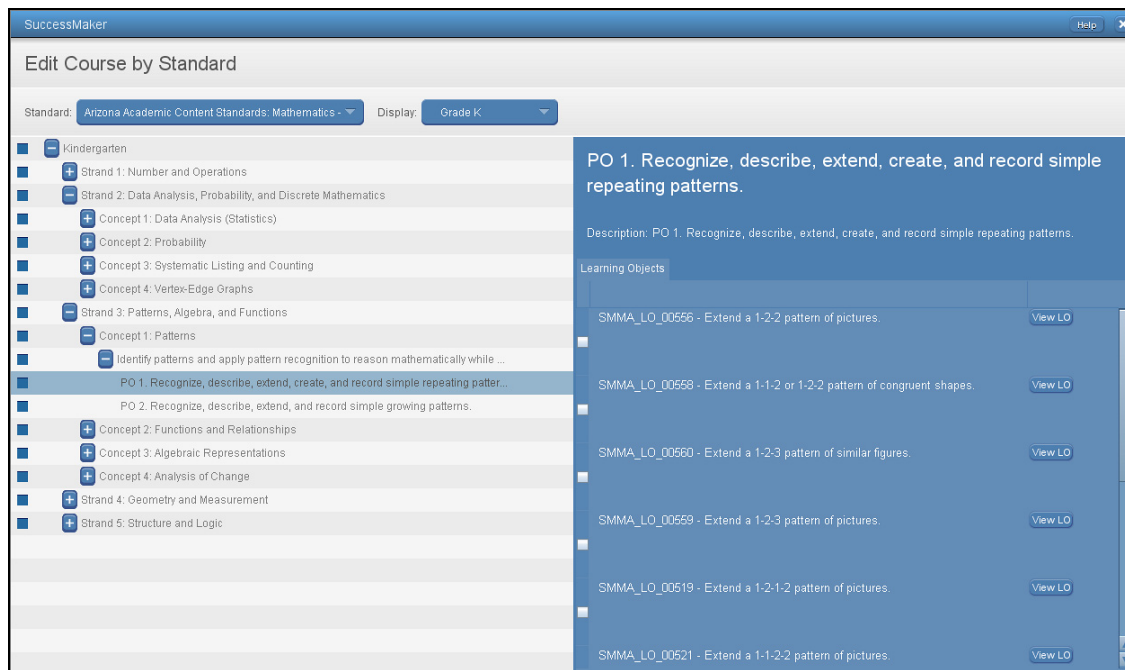 SuccessMaker
Help
Edit Course by Standard
Standard: Arizona Academic Content Standards: Mathematics -
Display: Grade K
Kindergarten
Strand 1: Number and Operations
Strand 2: Data Analysis, Probability, and Discrete Mathematics
Concept 1: Data Analysis (Statistics)
Concept 2: Probability
Concept 3: Systematic Listing and Counting
Concept 4: Vertex-Edge Graphs
Strand 3: Patterns, Algebra, and Functions
Concept 1: Patterns
Identify patterns and apply pattern recognition to reason mathematically while ...
PO 1. Recognize, describe, extend, create, and record simple repeating patter...
PO 2. Recognize, describe, extend, and record simple growing patterns.
Concept 2: Functions and Relationships
Concept 3: Algebraic Representations
Concept 4: Analysis of Change
Strand 4: Geometry and Measurement
Strand 5: Structure and Logic
PO 1. Recognize, describe, extend, create, and record simple
repeating patterns.
Description: PO 1. Recognize, describe, extend, create, and record simple repeating patterns.
Learning Objects
SMMA_LO_00556 - Extend a 1-2-2 pattern of pictures. View LO
SMMA_LO_00558 - Extend a 1-1-2 or 1-2-2 pattern of congruent shapes. View LO
SMMA_LO_00560 - Extend a 1-2-3 pattern of similar figures. View LO
SMMA_LO_00559 - Extend a 1-2-3 pattern of pictures. View LO
SMMA_LO_00519 - Extend a 1-2-1-2 pattern of pictures. View LO
SMMA_LO_00521 - Extend a 1-1-2-2 pattern of pictures. View LO